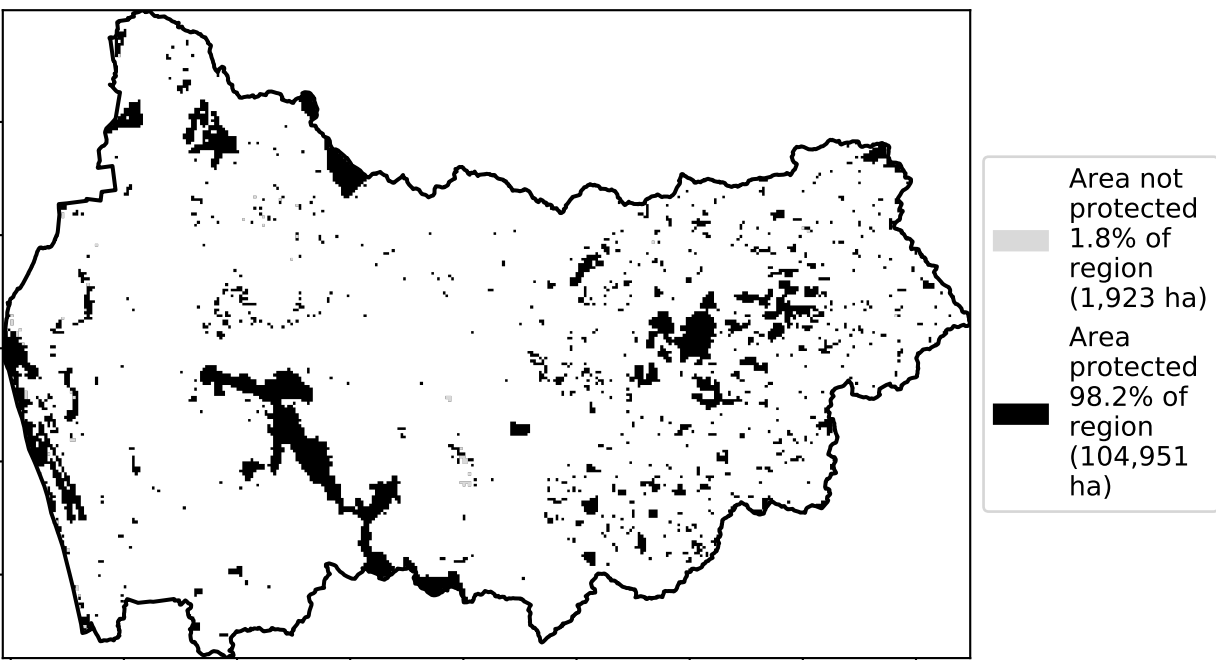 Area not
protected
1.8% of
region
(1,923 ha)
Area
protected
98.2% of
region
(104,951
ha)